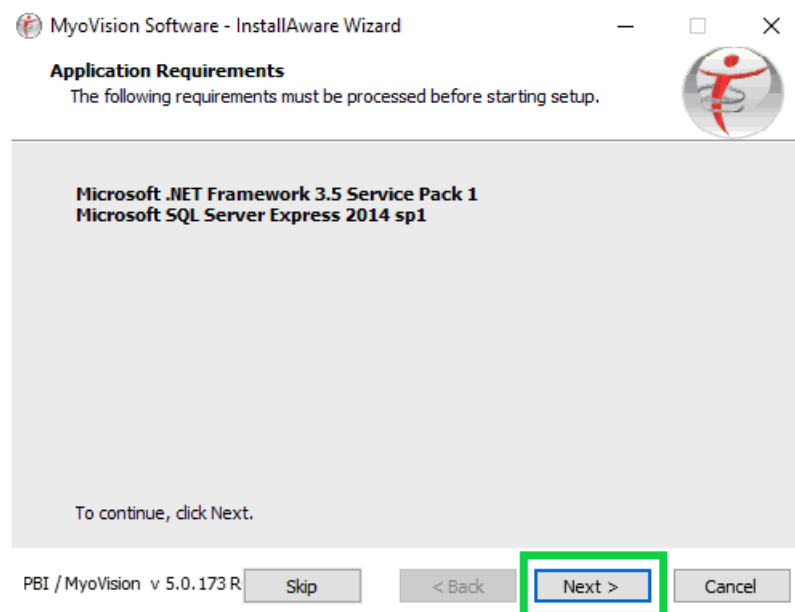 MyoVision Software - InstallAware Wizard
Application Requirements
The following requirements must be processed before starting setup.
Microsoft .NET Framework 3.5 Service Pack 1
Microsoft SQL Server Express 2014 sp1
To continue, click Next.
PBI / MyoVision v 5.0.173 R Skip < Back Next > Cancel